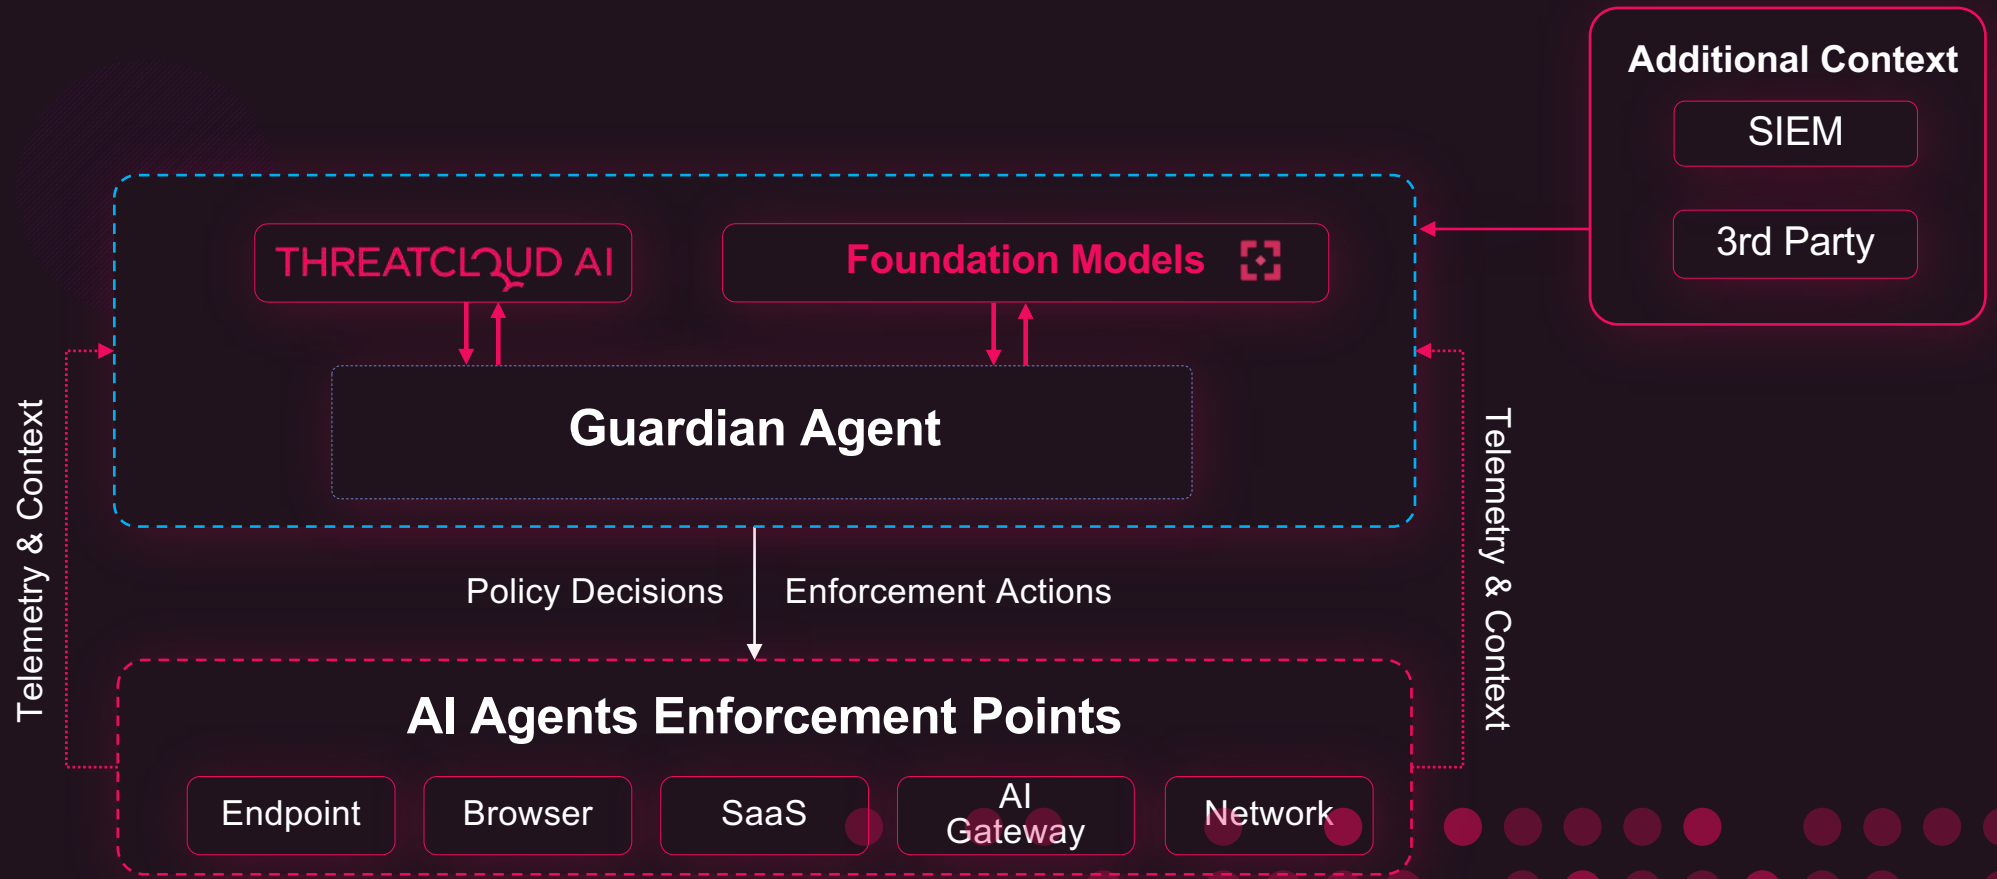 Additional Context
SIEM
3rd Party
THREATCLOUD AI
Foundation Models
Guardian Agent
Telemetry & Context
Telemetry & Context
Policy Decisions
Enforcement Actions
AI Agents Enforcement Points
Endpoint
Browser
SaaS
AI
Gateway
Network